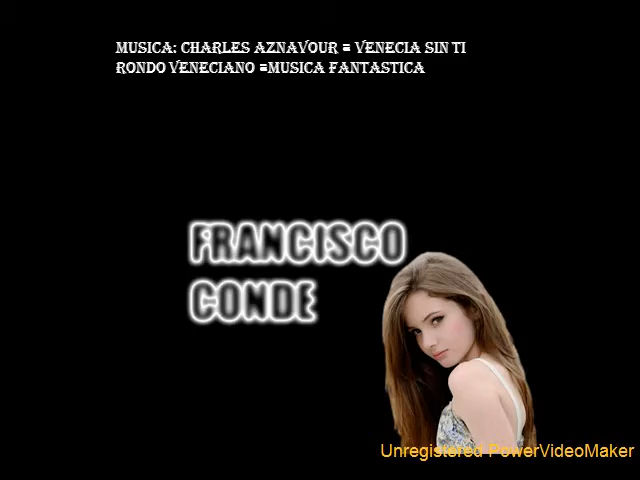 MUSICA: CHARLES AZNAVOUR = VENECIA SIN TI
RONDO VENECIANO =MUSICA FANTASTICA
FRANCISCO
CONDE
Unregistered PowerVideoMaker